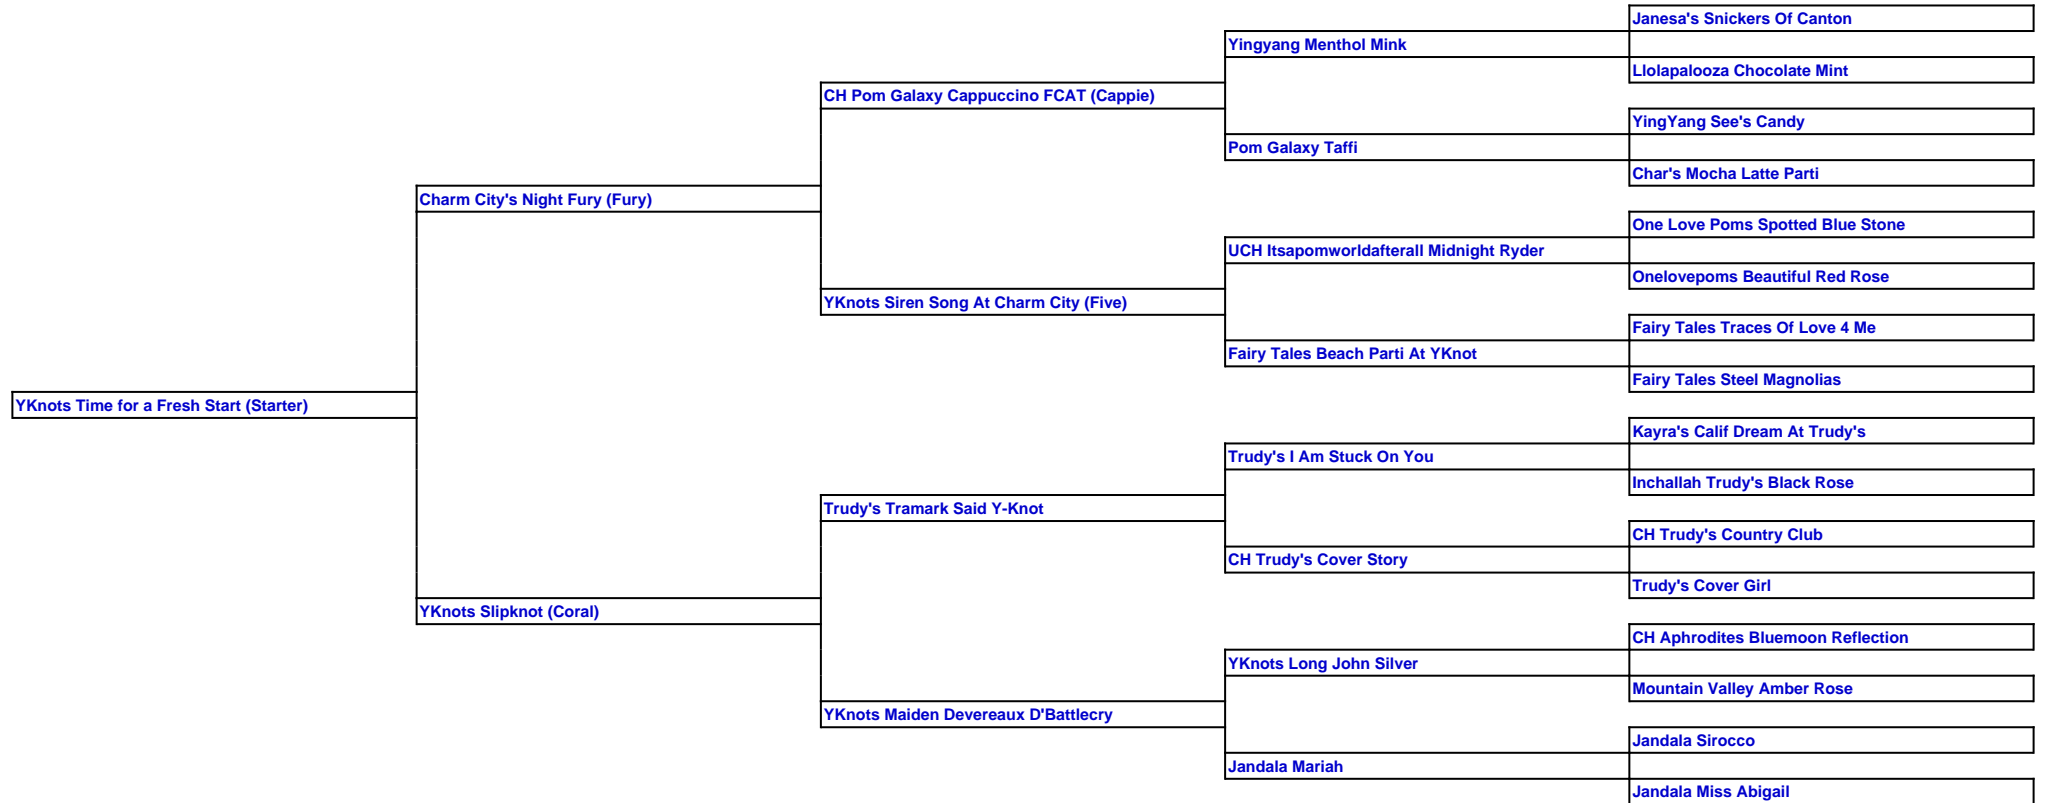 Janesa's Snickers Of Canton
Yingyang Menthol Mink
Llolapalooza Chocolate Mint
CH Pom Galaxy Cappuccino FCAT (Cappie)
YingYang See's Candy
Pom Galaxy Taffi
Char's Mocha Latte Parti
Charm City's Night Fury (Fury)
One Love Poms Spotted Blue Stone
UCH Itsapomworldafterall Midnight Ryder
Onelovepoms Beautiful Red Rose
YKnots Siren Song At Charm City (Five)
Fairy Tales Traces Of Love 4 Me
Fairy Tales Beach Parti At YKnot
Fairy Tales Steel Magnolias
YKnots Time for a Fresh Start (Starter)
Kayra's Calif Dream At Trudy's
Trudy's I Am Stuck On You
Inchallah Trudy's Black Rose
Trudy's Tramark Said Y-Knot
CH Trudy's Country Club
CH Trudy's Cover Story
Trudy's Cover Girl
YKnots Slipknot (Coral)
CH Aphrodites Bluemoon Reflection
YKnots Long John Silver
Mountain Valley Amber Rose
YKnots Maiden Devereaux D'Battlecry
Jandala Sirocco
Jandala Mariah
Jandala Miss Abigail